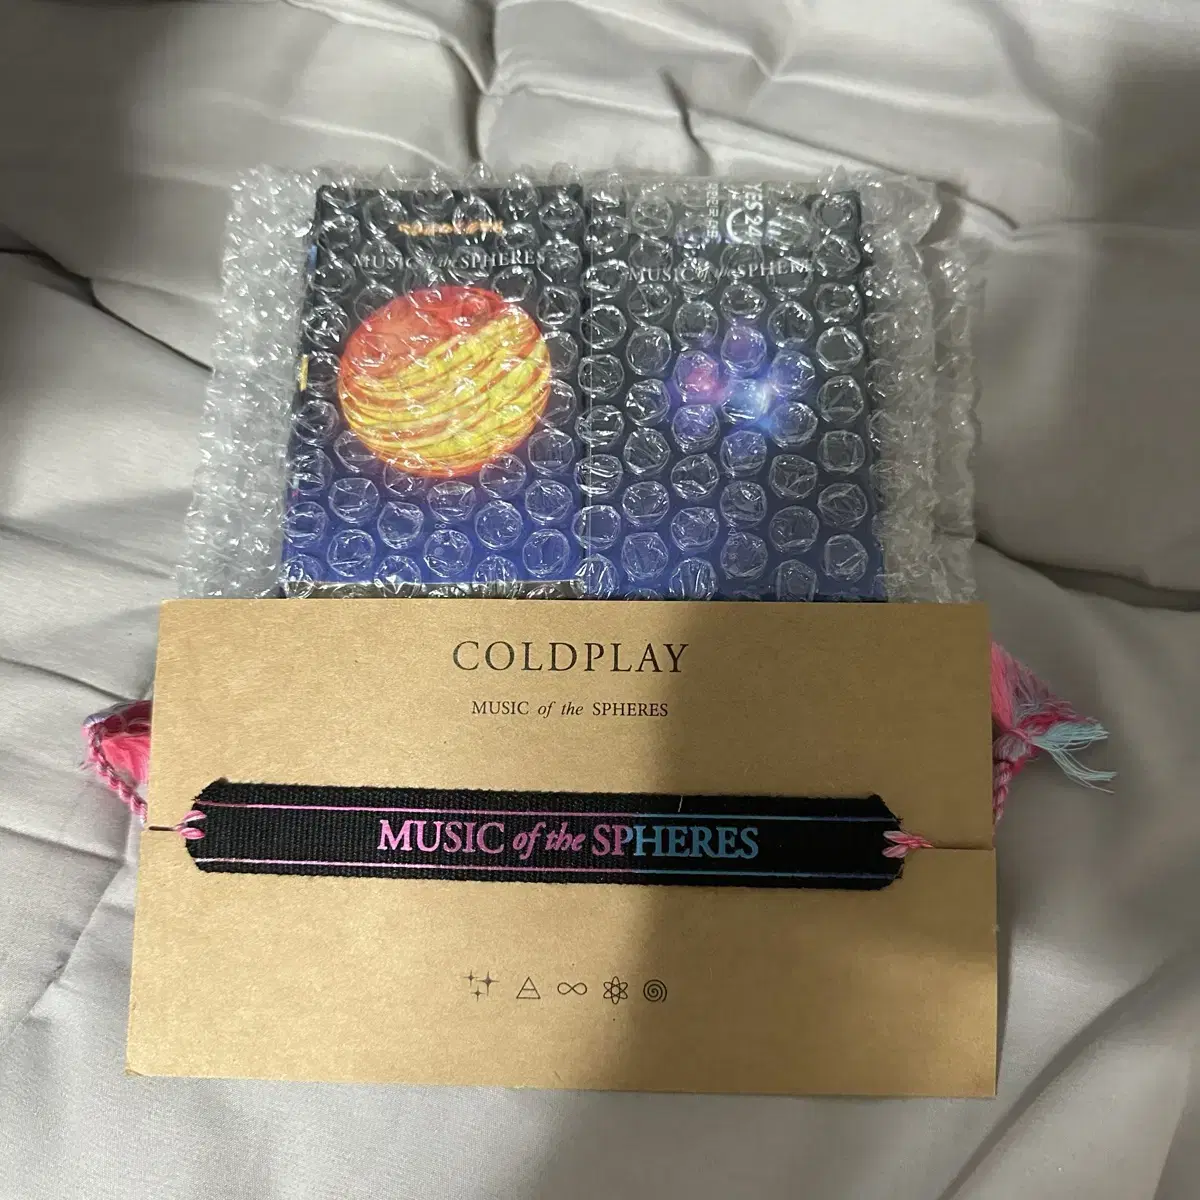 MUSIC of the SPHERES
YES24
MUSIC of the SPHERES
COLDPLAY
MUSIC of the SPHERES
MUSIC of the SPHERES